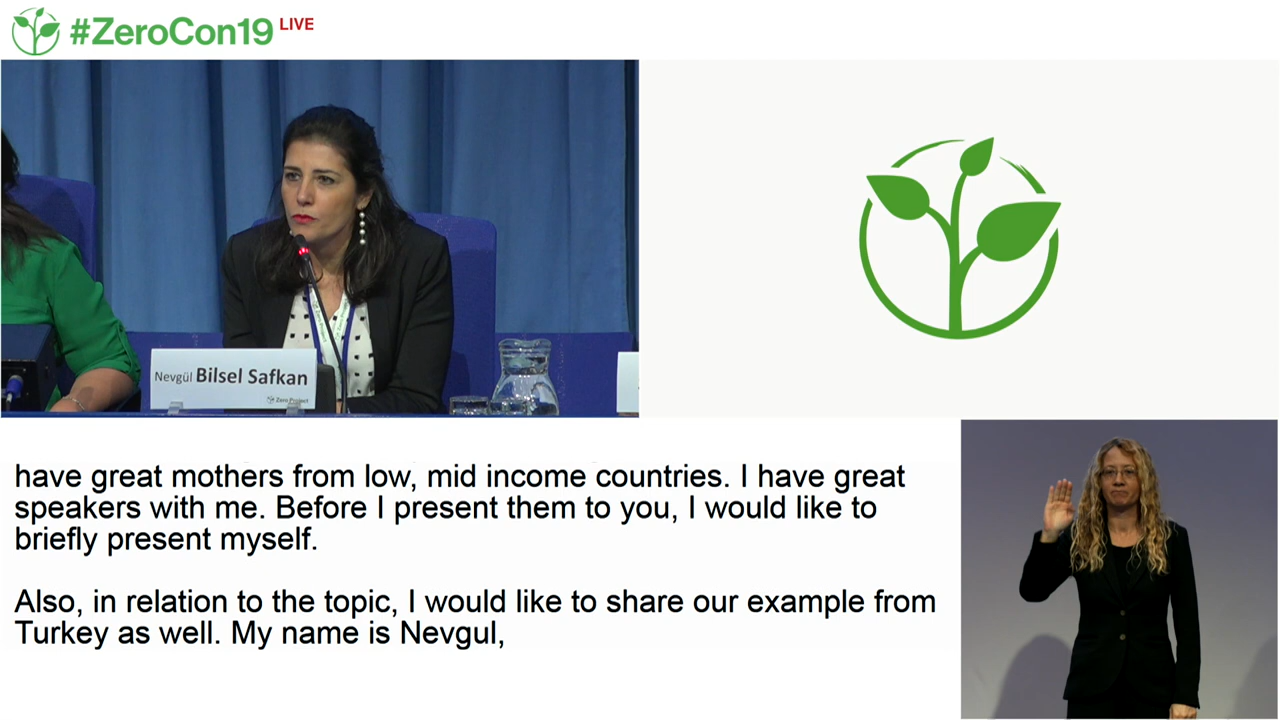 #ZeroCon19 LIVE
Nevgül Bilsel Safkan
Zero Project
have great mothers from low, mid income countries. I have great
speakers with me. Before I present them to you, I would like to
briefly present myself.
Also, in relation to the topic, I would like to share our example from
Turkey as well. My name is Nevgul,